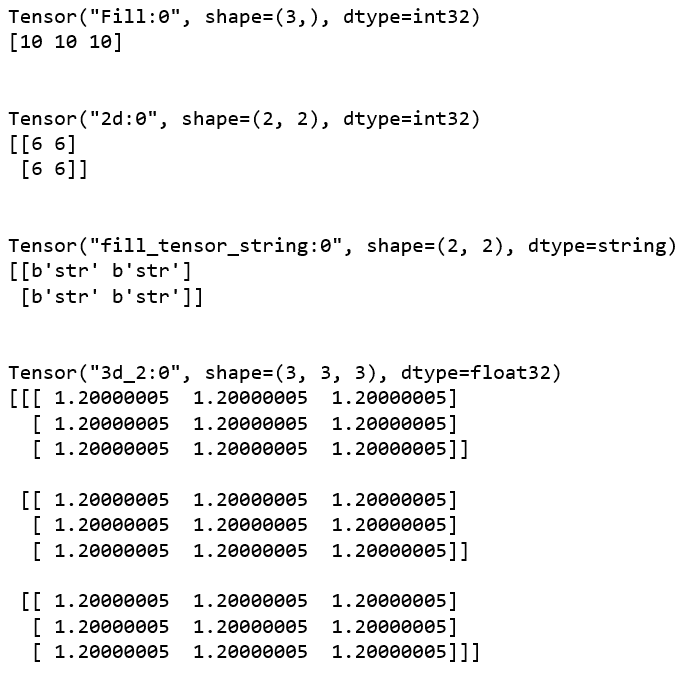 Tensor("Fill:0", shape=(3,), dtype=int32)
[10 10 10]
Tensor("2d:0", shape=(2, 2), dtype=int32)
[[6 6]
 [6 6]]
Tensor("fill_tensor_string:0", shape=(2, 2), dtype=string)
[[b'str' b'str']
 [b'str' b'str']]
Tensor("3d_2:0", shape=(3, 3, 3), dtype=float32)
[[[ 1.20000005  1.20000005  1.20000005]
  [ 1.20000005  1.20000005  1.20000005]
  [ 1.20000005  1.20000005  1.20000005]]
 [[ 1.20000005  1.20000005  1.20000005]
  [ 1.20000005  1.20000005  1.20000005]
  [ 1.20000005  1.20000005  1.20000005]]
 [[ 1.20000005  1.20000005  1.20000005]
  [ 1.20000005  1.20000005  1.20000005]
  [ 1.20000005  1.20000005  1.20000005]]]